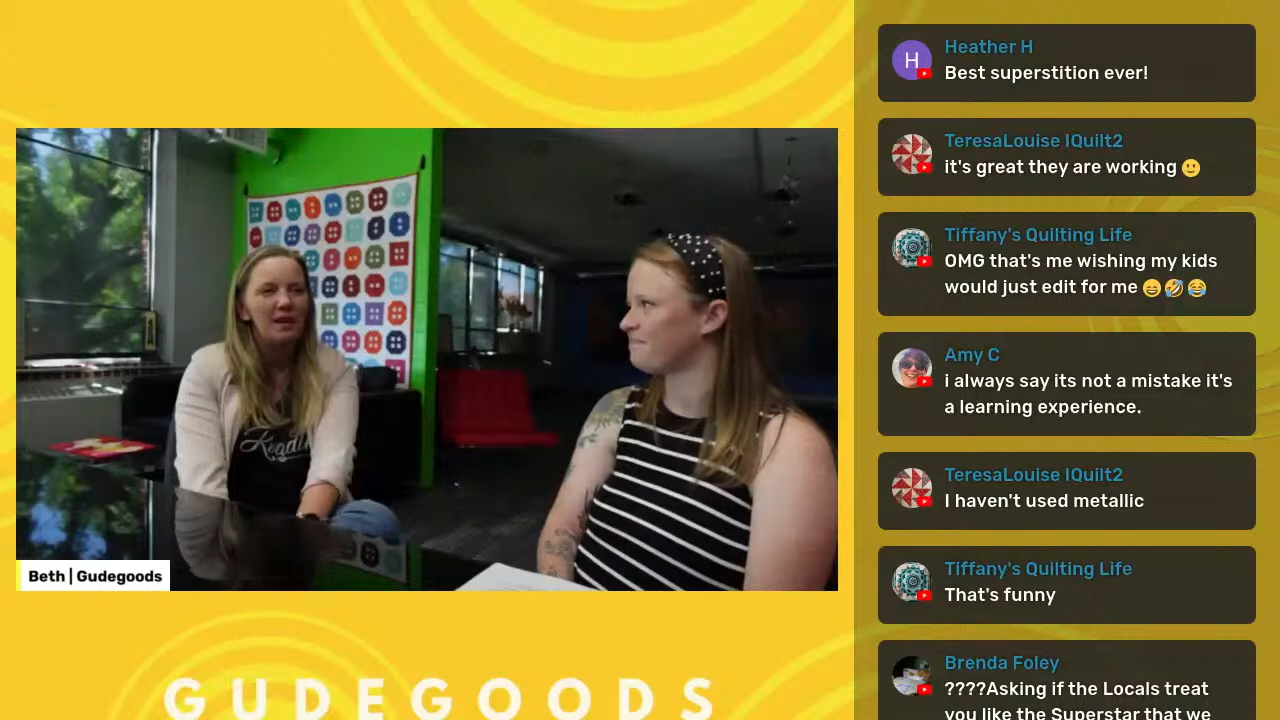 Heather H
Best superstition ever!
TeresaLouise IQuilt2
it's great they are working 🙂
Tiffany's Quilting Life
OMG that's me wishing my kids
would just edit for me 😄🤣😂
Amy C
i always say its not a mistake it's
a learning experience.
TeresaLouise IQuilt2
I haven't used metallic
Tiffany's Quilting Life
That's funny
Brenda Foley
????Asking if the Locals treat
you like the Superstar that we
H
Beth | Gudegoods
GUDEGOODS